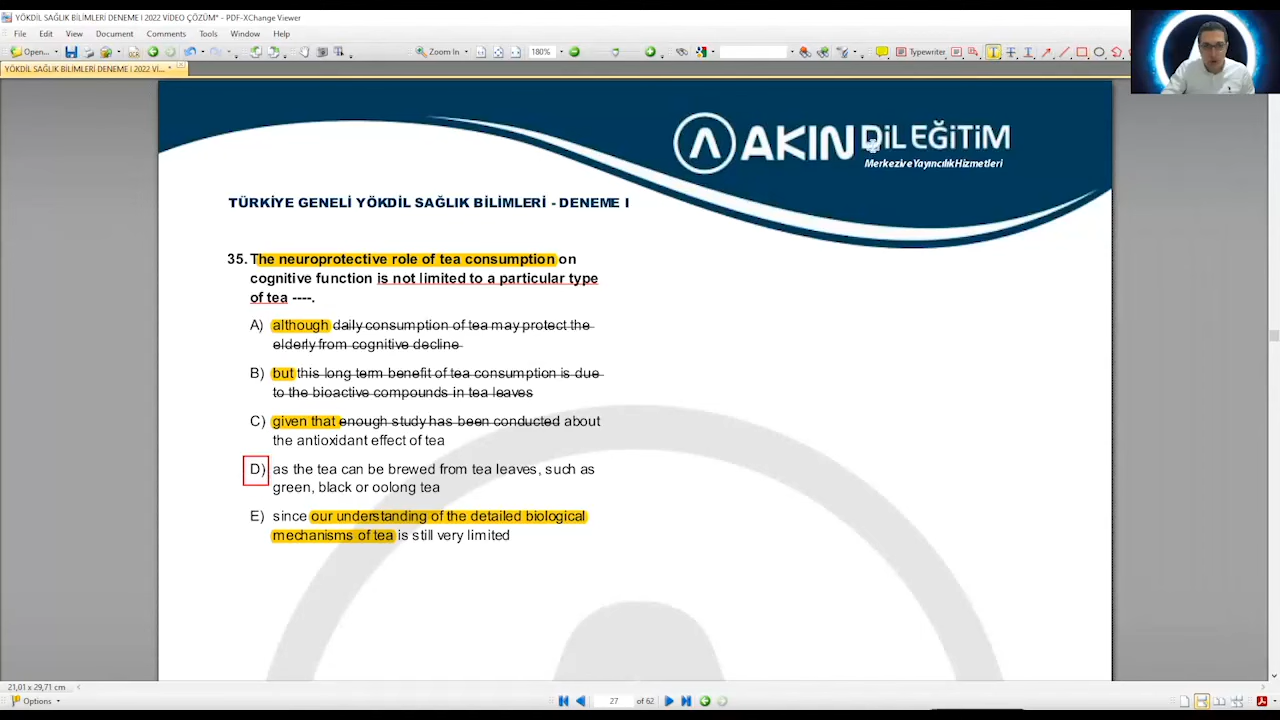 YÖKDİL SAĞLIK BİLİMLERİ DENEME I 2022 VİDEO ÇÖZÜM* - PDF-XChange Viewer
File Edit View Document Comments Tools Window Help
Open... Zoom In 180% Typewriter
YÖKDİL SAĞLIK BİLİMLERİ DENEME I 2022 Vİ... *
AKIN DİL EĞİTİM
Merkezi ve Yayıncılık Hizmetleri
TÜRKİYE GENELİ YÖKDİL SAĞLIK BİLİMLERİ - DENEME I
35. The neuroprotective role of tea consumption on
cognitive function is not limited to a particular type
of tea ----.
A) although daily consumption of tea may protect the
elderly from cognitive decline
B) but this long term benefit of tea consumption is due
to the bioactive compounds in tea leaves
C) given that enough study has been conducted about
the antioxidant effect of tea
D) as the tea can be brewed from tea leaves, such as
green, black or oolong tea
E) since our understanding of the detailed biological
mechanisms of tea is still very limited
21,01 x 29,71 cm
Options 27 of 62